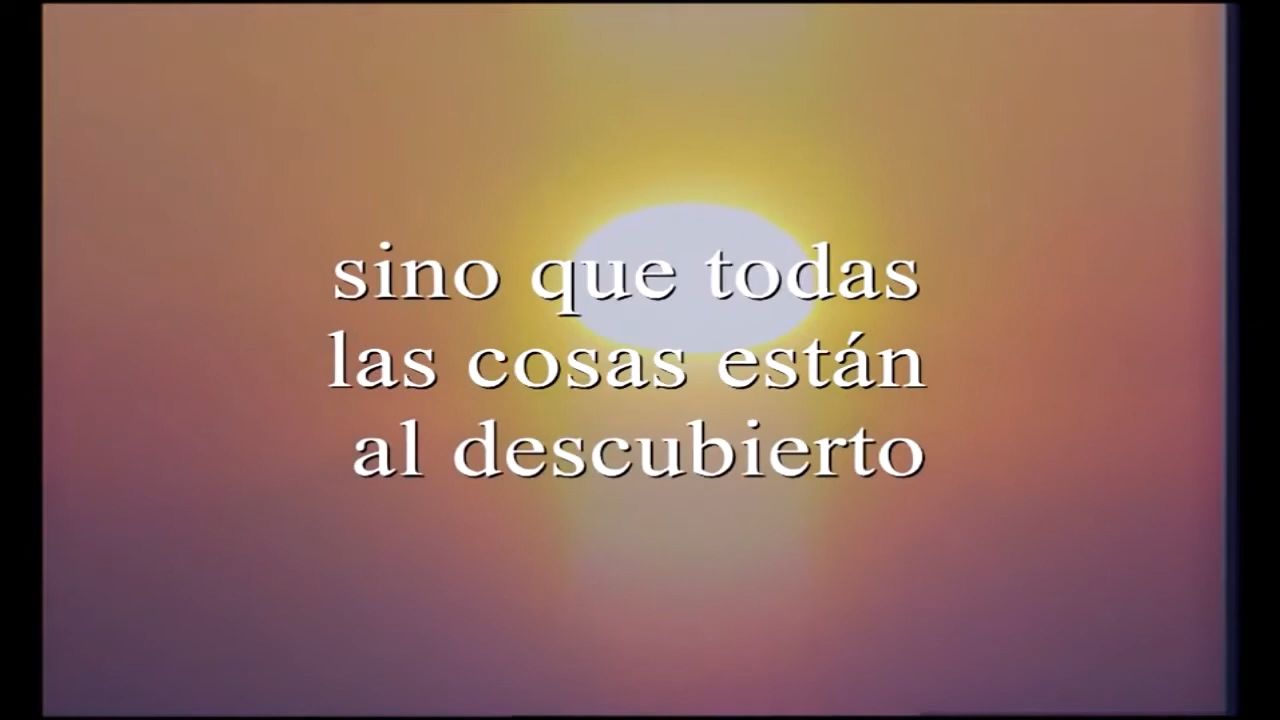 sino que todas
las cosas están
al descubierto